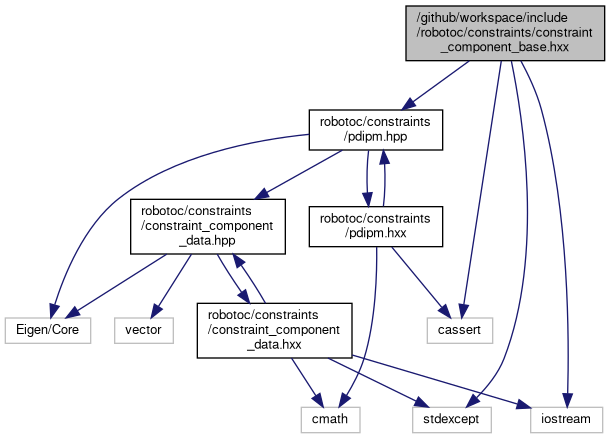 /github/workspace/include
/robotoc/constraints/constraint
_component_base.hxx
robotoc/constraints
/pdipm.hpp
robotoc/constraints
/constraint_component
_data.hpp
robotoc/constraints
/pdipm.hxx
Eigen/Core
vector
robotoc/constraints
/constraint_component
_data.hxx
cassert
cmath
stdexcept
iostream